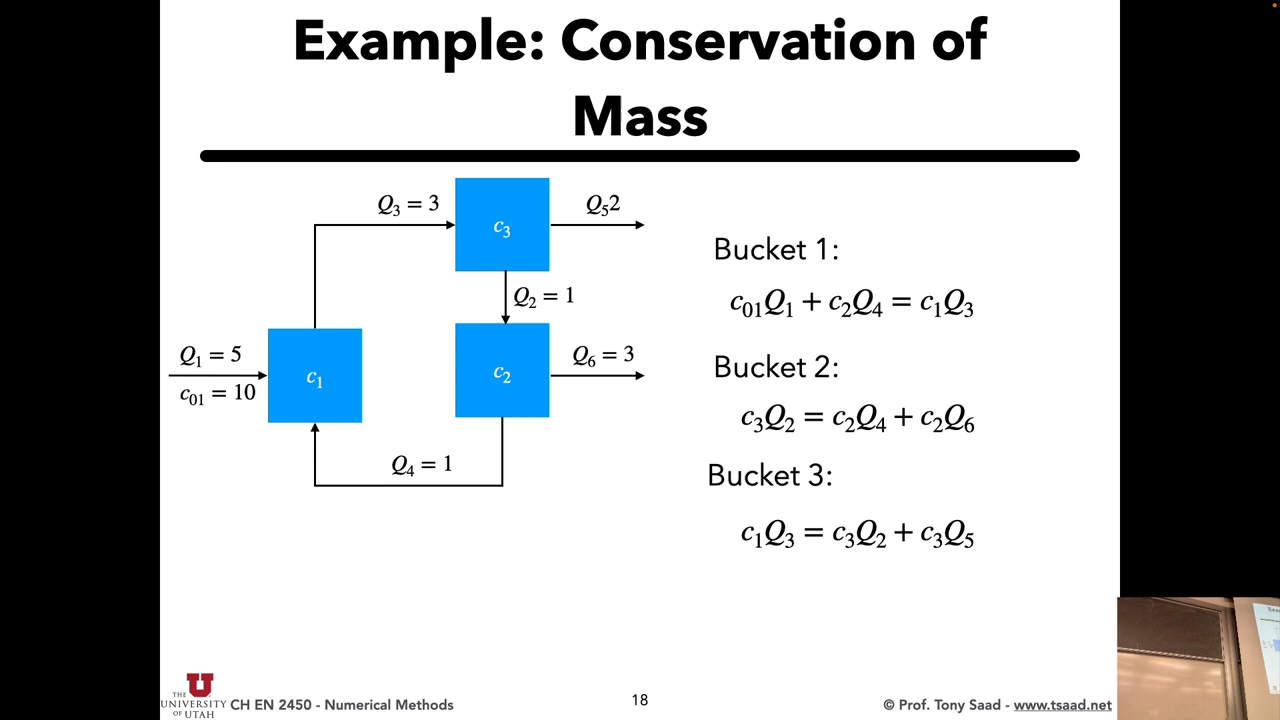 Example: Conservation of
Mass
Q₃ = 3
c₃
Q₅2
Q₂ = 1
Q₁ = 5
c₀₁ = 10
c₁
c₂
Q₆ = 3
Q₄ = 1
Bucket 1:
c₀₁Q₁ + c₂Q₄ = c₁Q₃
Bucket 2:
c₃Q₂ = c₂Q₄ + c₂Q₆
Bucket 3:
c₁Q₃ = c₃Q₂ + c₃Q₅
THE
UNIVERSITY
OF UTAH
CH EN 2450 - Numerical Methods
18
© Prof. Tony Saad - www.tsaad.net